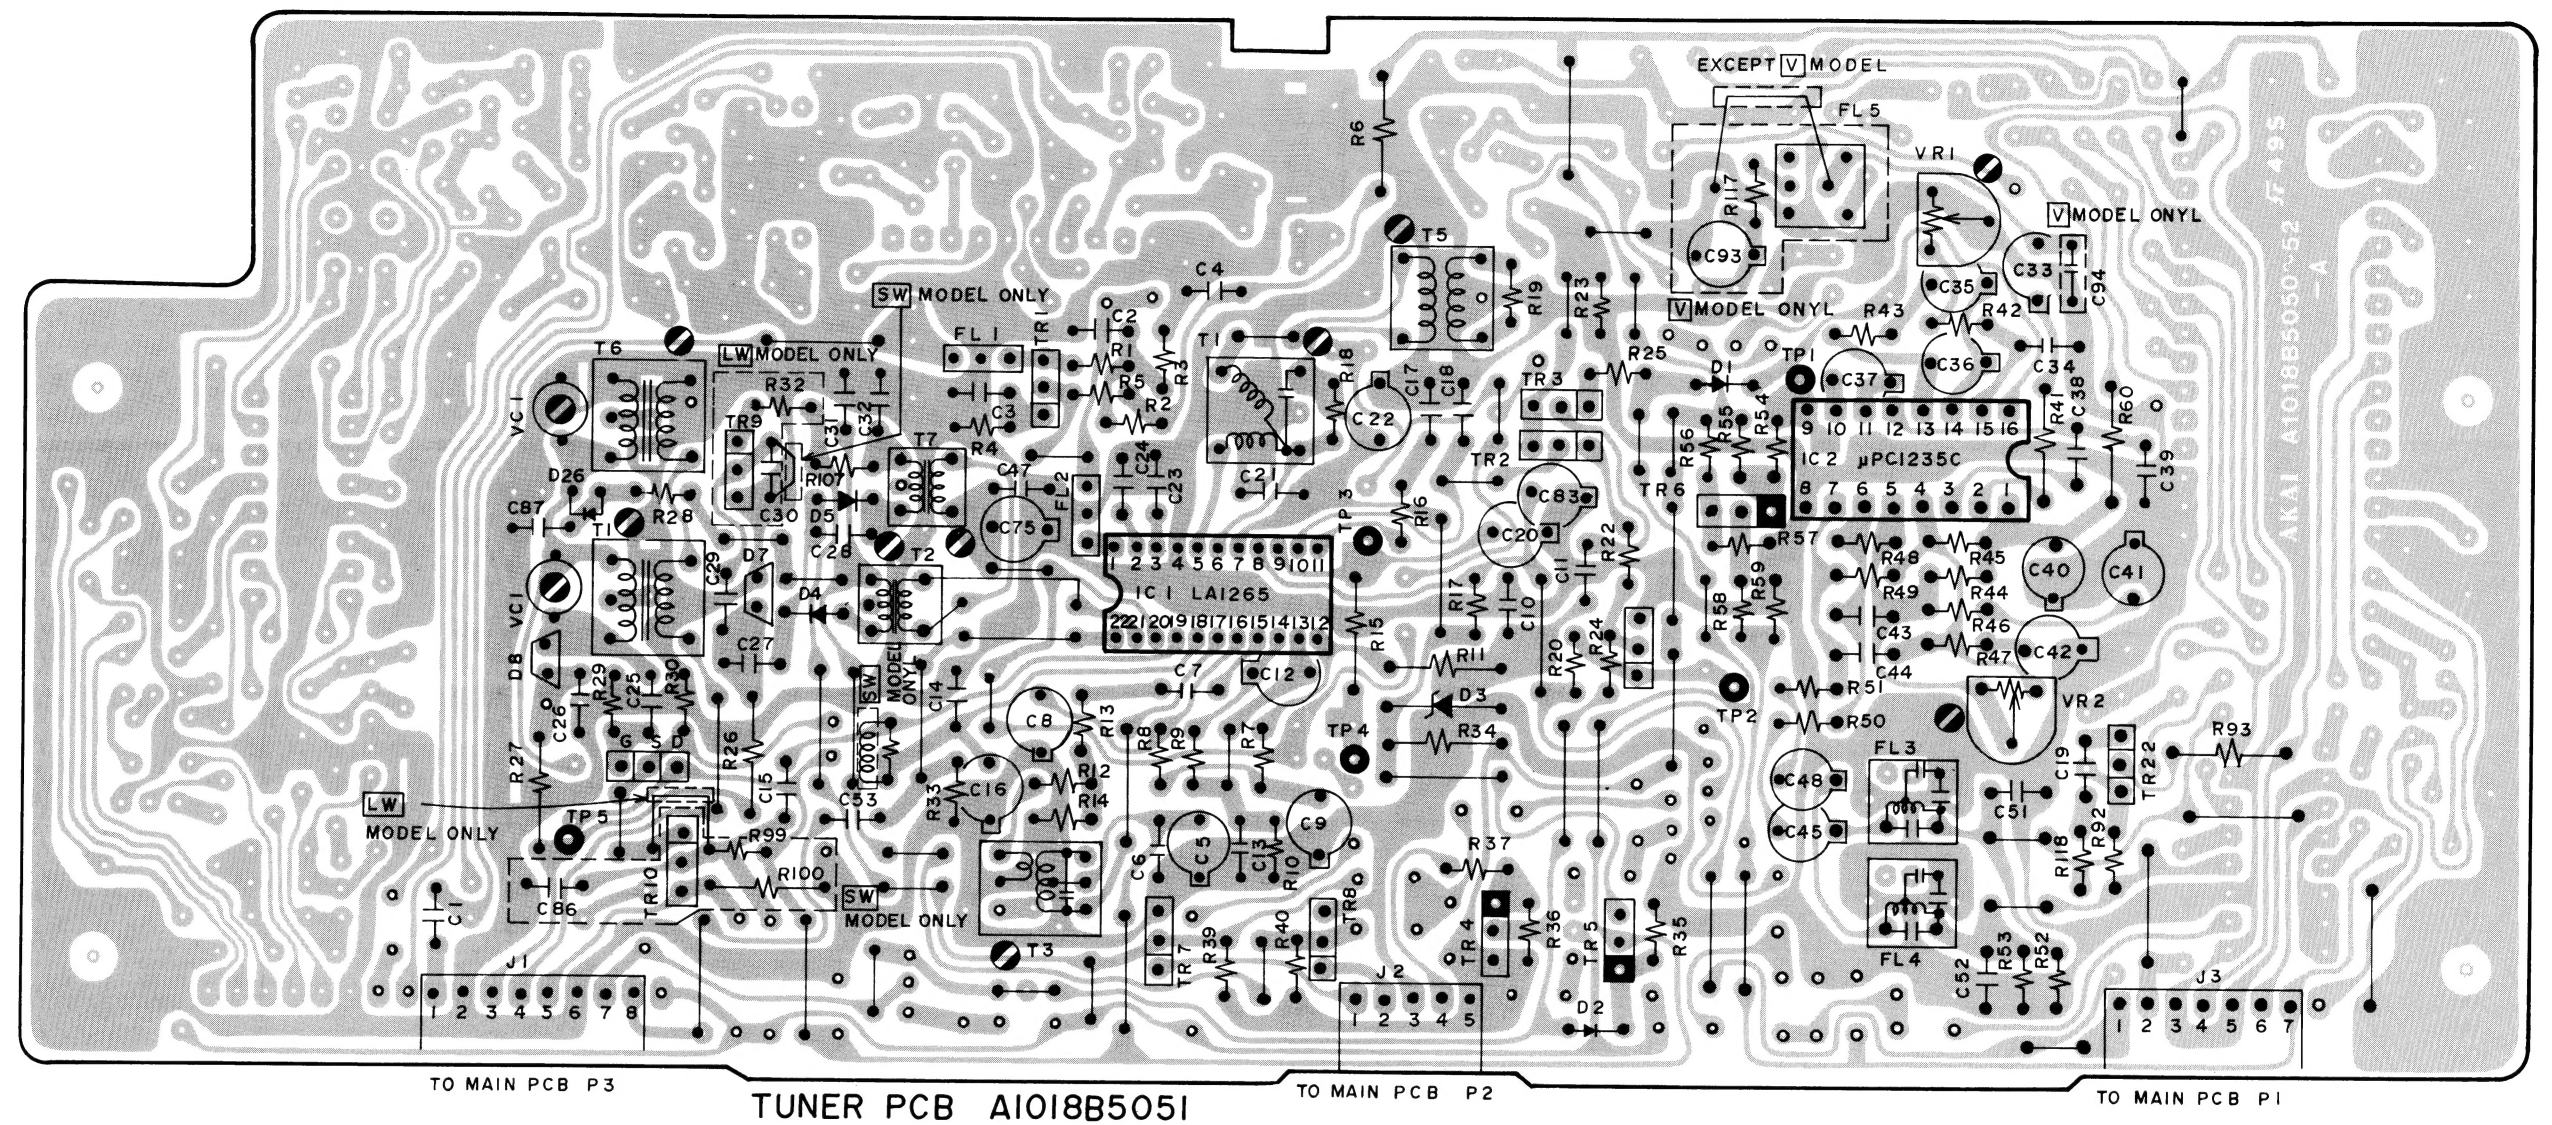 EXCEPT V MODEL
FL5
R6
VR1
R117
V MODEL ONYL
T5
C93
C33
C94
C4
SW MODEL ONLY
R19
R23
C35
V MODEL ONYL
R43
R42
C2
FL1
TR1
T1
T6
LW MODEL ONLY
R1
R3
R18
R25
D1
TP1
C36
C34
R32
R5
C17
C18
TR3
C37
VC1
C31
C32
C3
R2
C22
R41
C38
R60
TR9
T7
R4
R56
R55
R54
9 10 11 12 13 14 15 16
IC2 μPC1235C
8 7 6 5 4 3 2 1
D26
R107
C47
FL2
C24
C23
C21
TR2
TR6
C39
C87
T1
R28
C30
D5
C75
TP3
R16
C83
C28
C20
R22
R57
T2
C29
D7
1 2 3 4 5 6 7 8 9 10 11
IC1 LA1265
22 21 20 19 18 17 16 15 14 13 12
C11
R48
R45
C40
C41
VC1
D4
R17
C10
R58
R59
R49
R44
R15
C43
R46
D8
C27
SW MODEL ONYL
C7
C12
R11
R20
R24
C44
R47
C42
R29
C25
R30
C14
D3
R51
C26
C8
R13
TP4
R34
TP2
R50
VR2
R27
G S D
R26
R8
R9
R7
FL3
C19
TR22
R93
C15
R12
C16
C48
LW
MODEL ONLY
C53
R33
R14
C51
TP5
R99
C9
C45
R118
R92
C6
C5
C13
R10
R37
R100
TR10
C86
SW
MODEL ONLY
TR8
C1
T3
TR7
R39
R40
TR4
R36
TR5
R35
FL4
C52
R53
R52
J1
J2
J3
1 2 3 4 5 6 7 8
1 2 3 4 5
D2
1 2 3 4 5 6 7
AKAI A1018B5050~52
-A
TO MAIN PCB P3
TO MAIN PCB P2
TO MAIN PCB P1
TUNER PCB A1018B5051